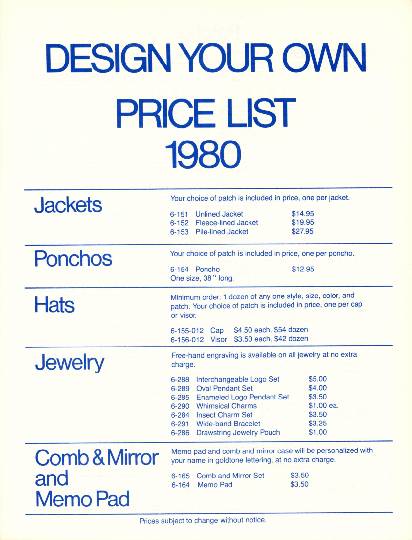 DESIGN YOUR OWN
PRICE LIST
1980
Jackets
Your choice of patch is included in price, one per jacket.
6-151 Unlined Jacket $14.95
6-152 Fleece-lined Jacket $19.95
6-153 Pile-lined Jacket $27.95
Ponchos
Your choice of patch is included in price, one per poncho.
6-154 Poncho $12.95
One size, 38" long.
Hats
Minimum order: 1 dozen of any one style, size, color, and
patch. Your choice of patch is included in price, one per cap
or visor.
6-155-012 Cap $4.50 each, $54 dozen
6-156-012 Visor $3.50 each, $42 dozen
Jewelry
Free-hand engraving is available on all jewelry at no extra
charge.
6-288 Interchangeable Logo Set $5.00
6-289 Oval Pendant Set $4.00
6-285 Enameled Logo Pendant Set $3.50
6-290 Whimsical Charms $1.00 ea.
6-284 Insect Charm Set $3.50
6-291 Wide-band Bracelet $3.25
6-286 Drawstring Jewelry Pouch $1.00
Comb & Mirror
and
Memo Pad
Memo pad and comb and mirror case will be personalized with
your name in goldtone lettering, at no extra charge.
6-165 Comb and Mirror Set $3.50
6-164 Memo Pad $3.50
Prices subject to change without notice.